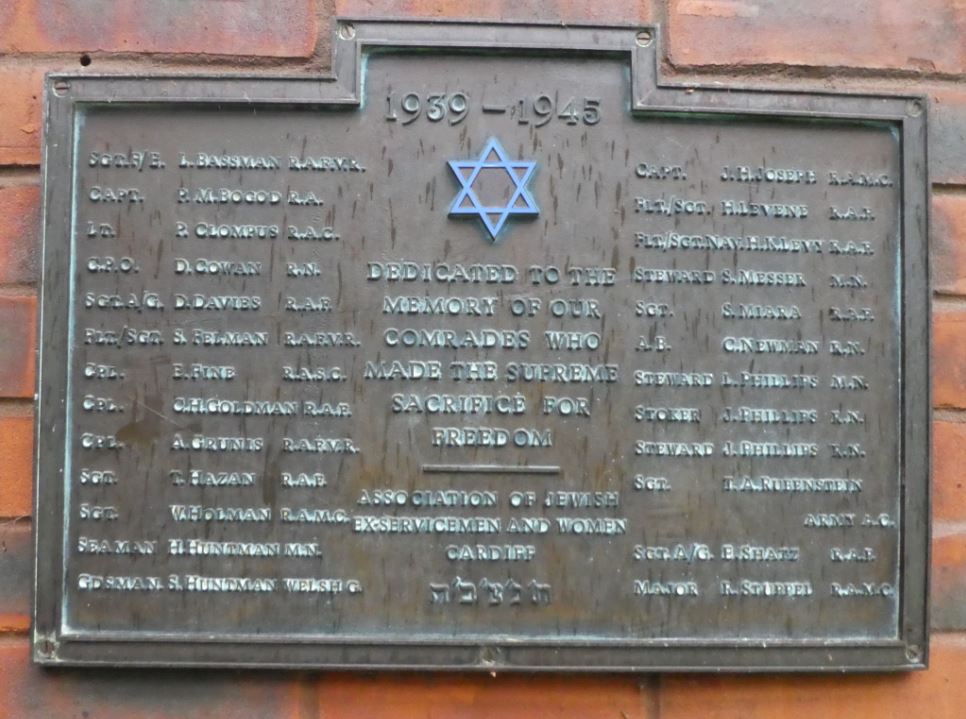 1939 – 1945
SGT.F/E. L. BASSMAN R.A.F.V.R.
CAPT. P. M. BOGOD R.A.
LT. P. CLOMPUS R.A.C.
C.P.O. D. COWAN R.N.
SGT. A/G. D. DAVIES R.A.F.
FLT./SGT. S. FELMAN R.A.F.V.R.
CPL. E. FINE R.A.S.C.
CPL. C.H. GOLDMAN R.A.F.
CPL. A. GRUNIS R.A.F.V.R.
SGT. T. HAZAN R.A.F.
SGT. W. HOLMAN R.A.M.C.
SEAMAN H. HUNTMAN M.N.
GDSMAN. S. HUNTMAN WELSH G.
DEDICATED TO THE
MEMORY OF OUR
COMRADES WHO
MADE THE SUPREME
SACRIFICE FOR
FREEDOM
ASSOCIATION OF JEWISH
EX-SERVICEMEN AND WOMEN
CARDIFF
ת'נ'צ'ב'ה
CAPT. J. H. JOSEPH R.A.M.C.
FLT./SGT. H. LEVENE R.A.F.
FLT./SGT. NAV. H. K. LEVY R.A.F.
STEWARD S. MESSER M.N.
SGT. S. MIARA R.A.F.
A.B. C. NEWMAN R.N.
STEWARD L. PHILLIPS M.N.
STOKER J. PHILLIPS R.N.
STEWARD J. PHILLIPS R.N.
SGT. I. A. RUBENSTEIN
ARMY A.C.
SGT. A/G. E. SHATZ R.A.F.
MAJOR K. STUPPEL R.A.M.C.